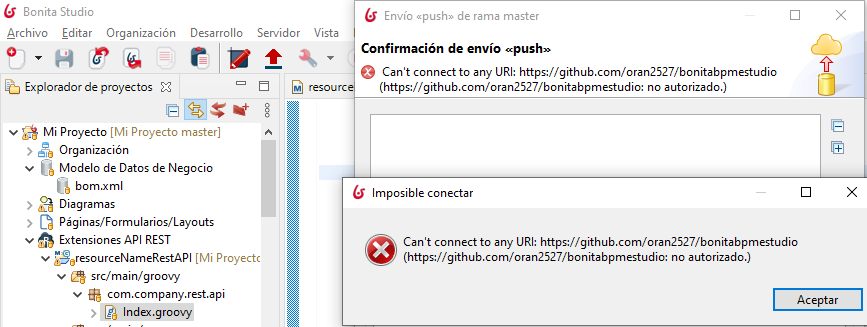 Bonita Studio
Archivo Editar Organización Desarrollo Servidor Vista
Explorador de proyectos
Mi Proyecto [Mi Proyecto master]
Organización
Modelo de Datos de Negocio
bom.xml
Diagramas
Páginas/Formularios/Layouts
Extensiones API REST
resourceNameRestAPI [Mi Proyecto
src/main/groovy
com.company.rest.api
Index.groovy
resource
Envío «push» de rama master
Confirmación de envío «push»
Can't connect to any URI: https://github.com/oran2527/bonitabpmestudio
(https://github.com/oran2527/bonitabpmestudio: no autorizado.)
Imposible conectar
Can't connect to any URI: https://github.com/oran2527/bonitabpmestudio
(https://github.com/oran2527/bonitabpmestudio: no autorizado.)
Aceptar